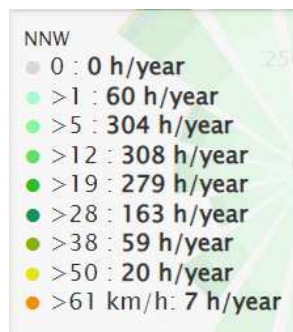 NNW
0 : 0 h/year
>1 : 60 h/year
>5 : 304 h/year
>12 : 308 h/year
>19 : 279 h/year
>28 : 163 h/year
>38 : 59 h/year
>50 : 20 h/year
>61 km/h: 7 h/year